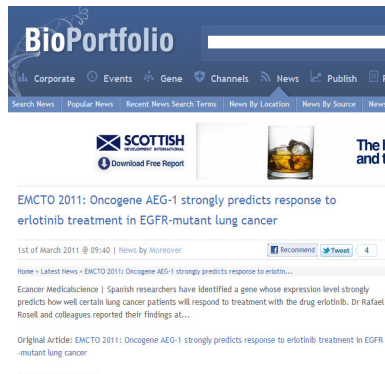 BioPortfolio
Corporate Events Gene Channels News Publish
Search News Popular News Recent News Search Terms News By Location News By Source News
SCOTTISH
DEVELOPMENT INTERNATIONAL
Download Free Report
The
and t
EMCTO 2011: Oncogene AEG-1 strongly predicts response to
erlotinib treatment in EGFR-mutant lung cancer
1st of March 2011 @ 09:40 | News by Moreover
Recommend Tweet 4
Home » Latest News » EMCTO 2011: Oncogene AEG-1 strongly predicts response to erlotin...
Ecancer Medicalscience | Spanish researchers have identified a gene whose expression level strongly
predicts how well certain lung cancer patients will respond to treatment with the drug erlotinib. Dr Rafael
Rosell and colleagues reported their findings at...
Original Article: EMCTO 2011: Oncogene AEG-1 strongly predicts response to erlotinib treatment in EGFR
-mutant lung cancer